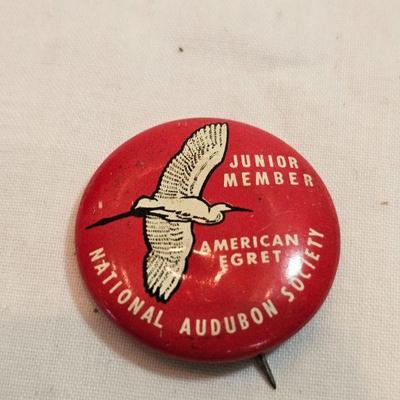 JUNIOR
MEMBER
AMERICAN
EGRET
NATIONAL AUDUBON SOCIETY